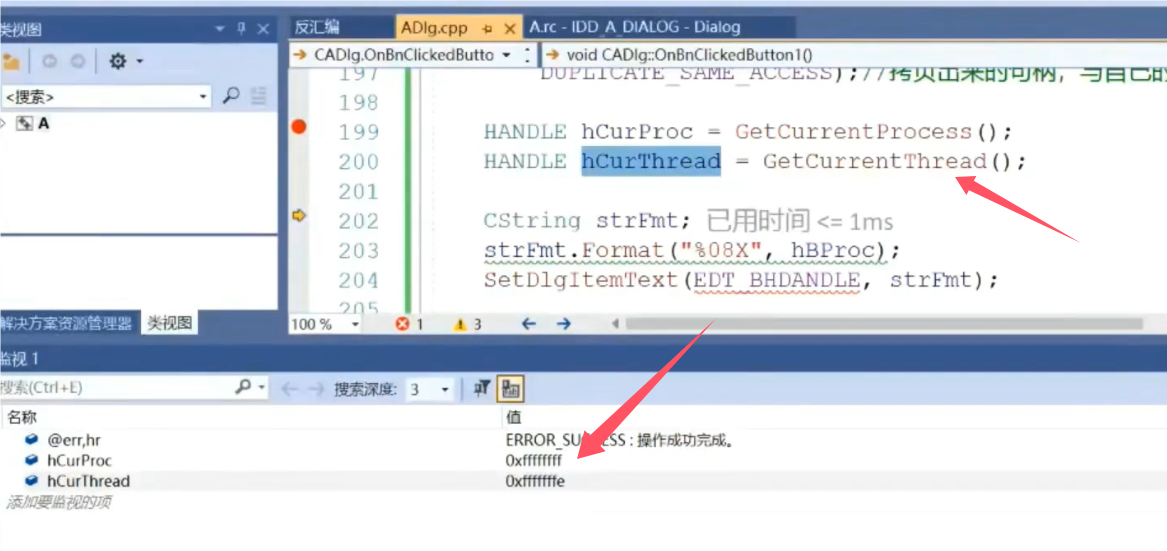 类视图
反汇编
ADlg.cpp
A.rc - IDD_A_DIALOG - Dialog
CADlg.OnBnClickedButto
void CADlg::OnBnClickedButton1()
<搜索>
A
197 DUPLICATE_SAME_ACCESS);//拷贝出来的句柄，与自己的
198
199 HANDLE hCurProc = GetCurrentProcess();
200 HANDLE hCurThread = GetCurrentThread();
201
202 CString strFmt; 已用时间 <= 1ms
203 strFmt.Format("%08X", hBProc);
204 SetDlgItemText(EDT_BHDANDLE, strFmt);
205
解决方案资源管理器 类视图
100 % 1 3
监视 1
搜索(Ctrl+E) 搜索深度: 3
名称 值
@err,hr ERROR_SUCCESS : 操作成功完成。
hCurProc 0xffffffff
hCurThread 0xfffffffe
添加要监视的项